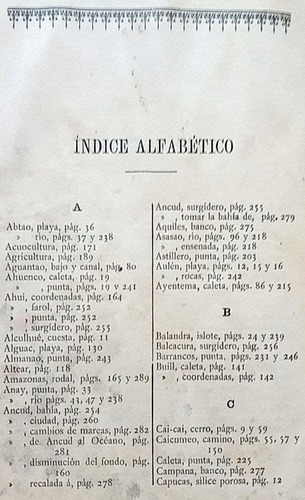 ÍNDICE ALFABÉTICO
A
Abtao, playa, pág. 36
» rio, págs. 37 y 238
Acuocultura, pág. 171
Agricultura, pág. 189
Aguantao, bajo y canal, pág. 80
Ahuenco, caleta, pág. 19
» , punta, págs. 19 y 241
Ahui, coordenadas, pág. 164
» , farol, pág. 252
» , punta, pág. 252
» , surgidero, pág. 255
Alculhué, cuesta, pág. 11
Alguac, playa, pág. 130
Almanao, punta, pág. 243
Altear, pág. 118
Amazonas, rodal, págs. 165 y 289
Anay, punta, pág. 33
» rio, págs. 43, 47 y 238
Ancud, bahía, pág. 254
» , ciudad, pág. 260
» , cambios de mareas, pág. 282
» , de Ancud al Océano, pág.
281
» , disminución del fondo, pág.
260
» , recalada á, pág. 278
Ancud, surgidero, pág. 255
» , tomar la bahía de, pág. 279
Aquiles, banco, pág. 275
Asasao, rio, págs. 96 y 218
» , ensenada, pág. 218
Astillero, punta, pág. 203
Aulén, playa, págs. 12, 15 y 16
» , rocas, pág. 242
Ayentema, caleta, págs. 86 y 215
B
Balandra, islote, págs. 24 y 239
Balcacura, surgidero, pág. 256
Barrancos, punta, págs. 231 y 246
Buill, caleta, pág. 141
» , coordenadas, pág. 142
C
Cai-cai, cerro, págs. 9 y 59
Caicumeo, camino, págs. 55, 57 y
150
Caleta, punta, pág. 225
Campana, banco, pág. 277
Capucas, silice porosa, pág. 12